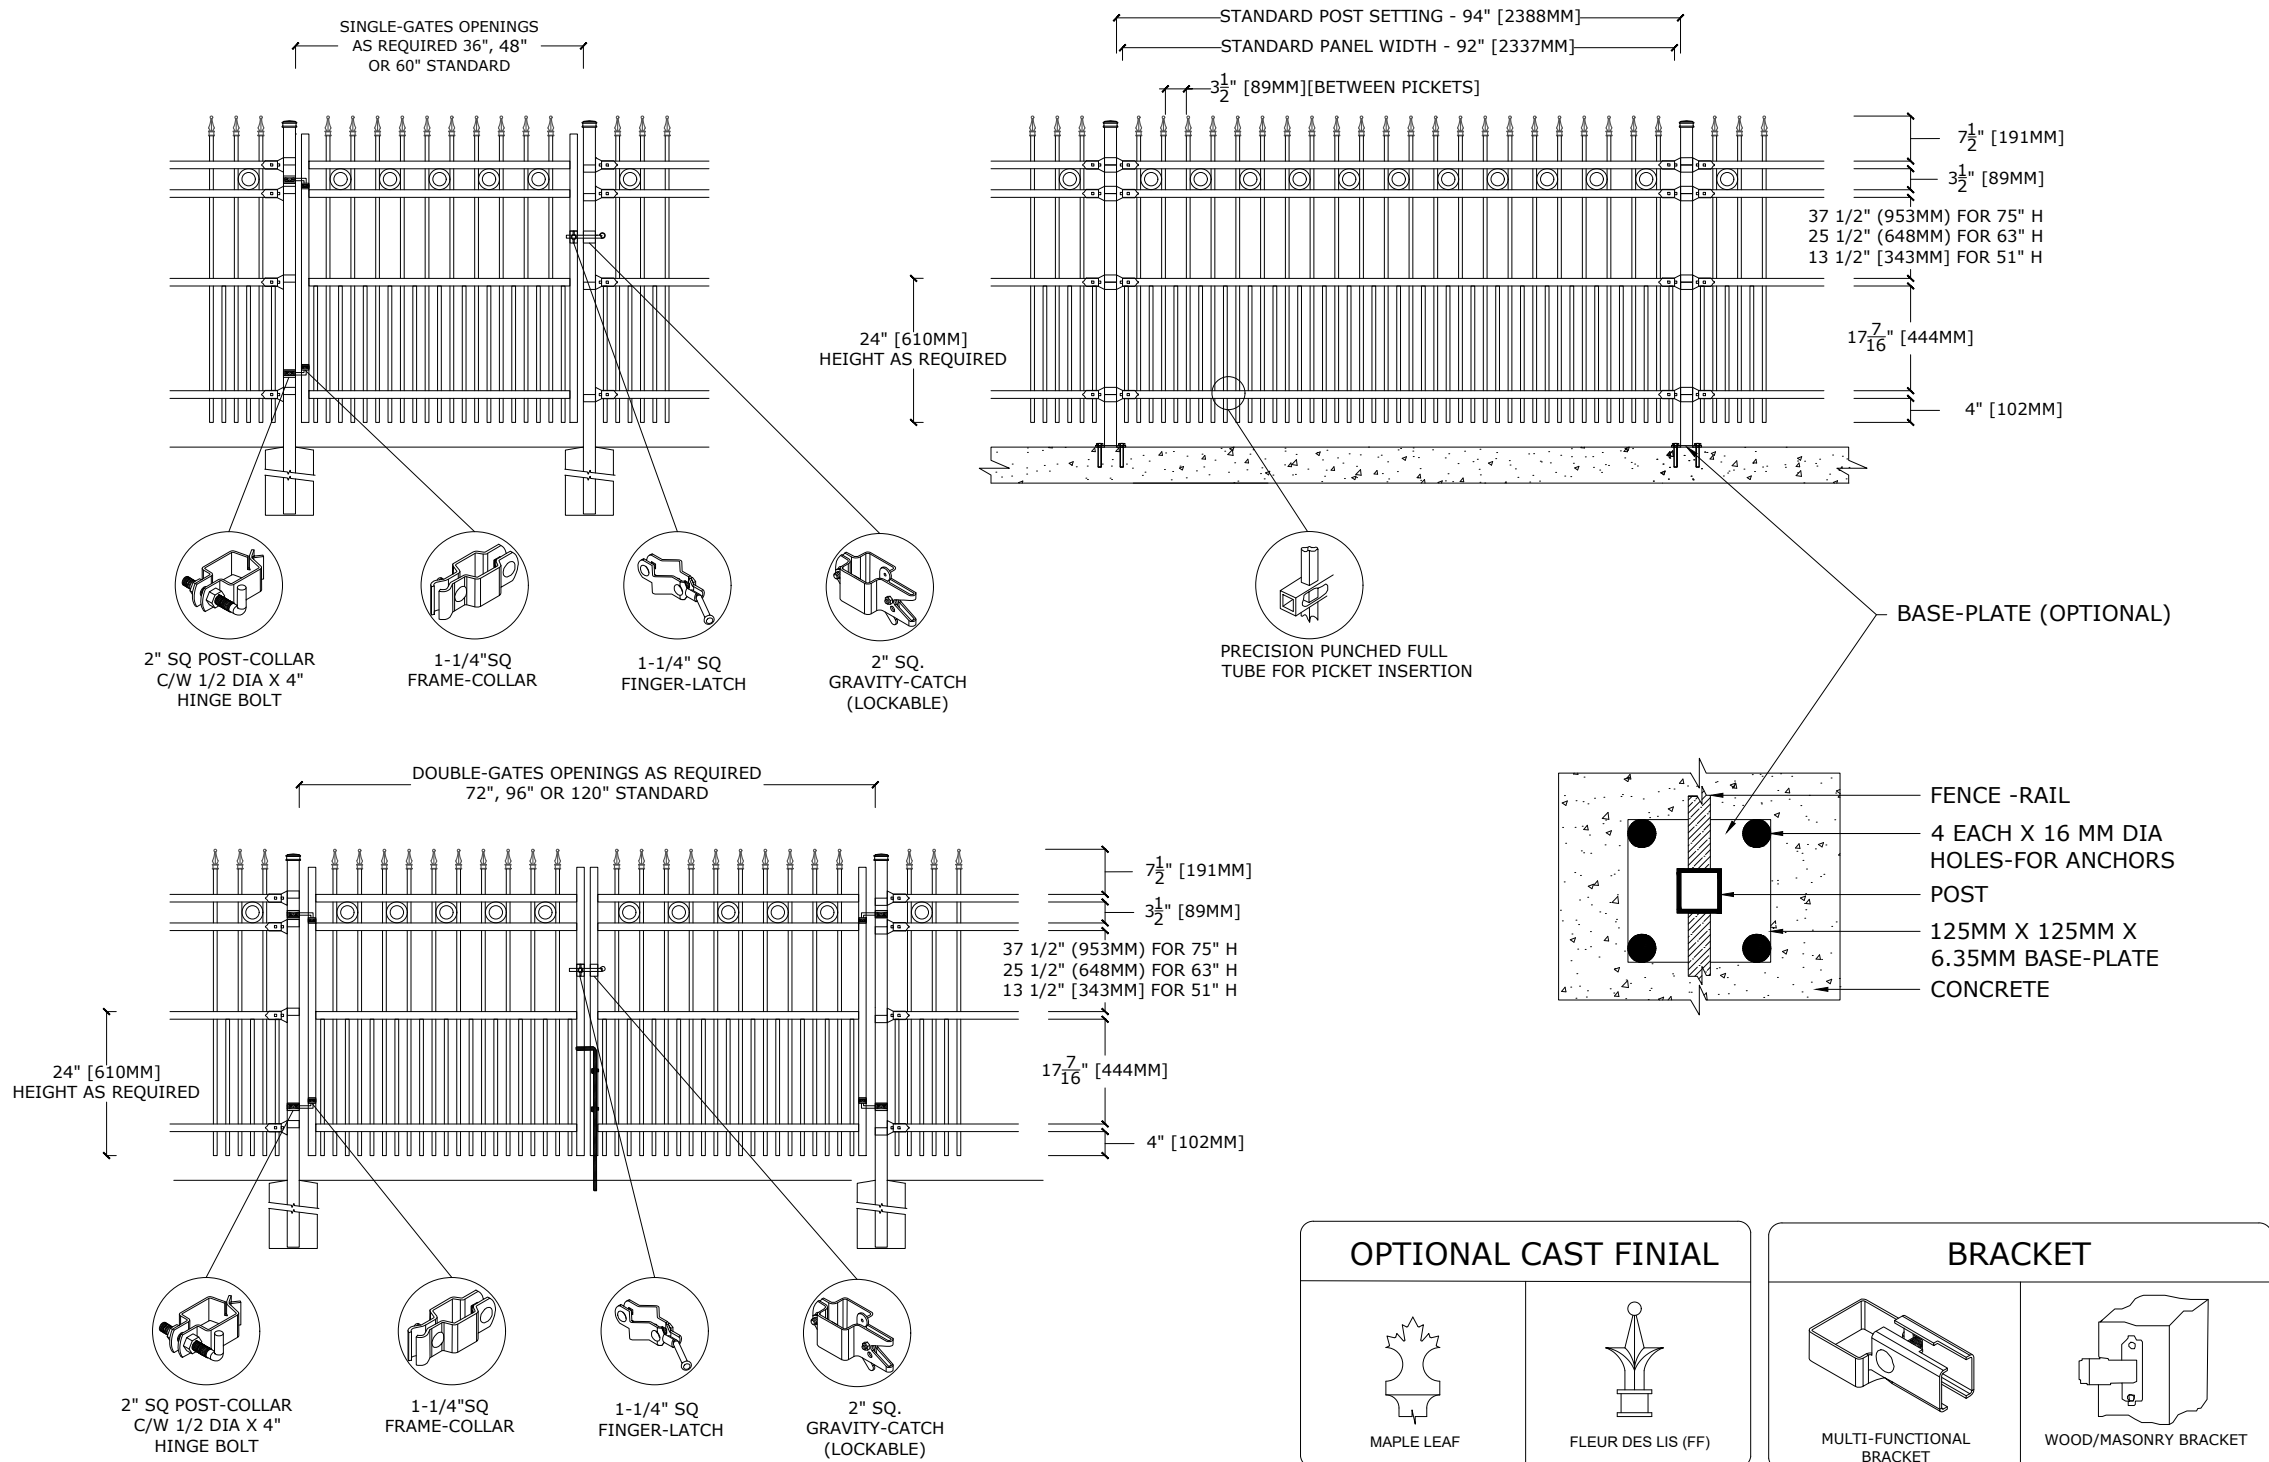 SINGLE-GATES OPENINGS
AS REQUIRED 36", 48"
OR 60" STANDARD
STANDARD POST SETTING - 94" [2388MM]
STANDARD PANEL WIDTH - 92" [2337MM]
3 1/2" [89MM][BETWEEN PICKETS]
7 1/2" [191MM]
3 1/2" [89MM]
37 1/2" (953MM) FOR 75" H
25 1/2" (648MM) FOR 63" H
13 1/2" [343MM] FOR 51" H
24" [610MM]
HEIGHT AS REQUIRED
17 7/16" [444MM]
4" [102MM]
2" SQ POST-COLLAR
C/W 1/2 DIA X 4"
HINGE BOLT
1-1/4"SQ
FRAME-COLLAR
1-1/4" SQ
FINGER-LATCH
2" SQ.
GRAVITY-CATCH
(LOCKABLE)
PRECISION PUNCHED FULL
TUBE FOR PICKET INSERTION
BASE-PLATE (OPTIONAL)
FENCE -RAIL
4 EACH X 16 MM DIA
HOLES-FOR ANCHORS
POST
125MM X 125MM X
6.35MM BASE-PLATE
CONCRETE
DOUBLE-GATES OPENINGS AS REQUIRED
72", 96" OR 120" STANDARD
7 1/2" [191MM]
3 1/2" [89MM]
37 1/2" (953MM) FOR 75" H
25 1/2" (648MM) FOR 63" H
13 1/2" [343MM] FOR 51" H
24" [610MM]
HEIGHT AS REQUIRED
17 7/16" [444MM]
4" [102MM]
2" SQ POST-COLLAR
C/W 1/2 DIA X 4"
HINGE BOLT
1-1/4"SQ
FRAME-COLLAR
1-1/4" SQ
FINGER-LATCH
2" SQ.
GRAVITY-CATCH
(LOCKABLE)
OPTIONAL CAST FINIAL
MAPLE LEAF
FLEUR DES LIS (FF)
BRACKET
MULTI-FUNCTIONAL
BRACKET
WOOD/MASONRY BRACKET